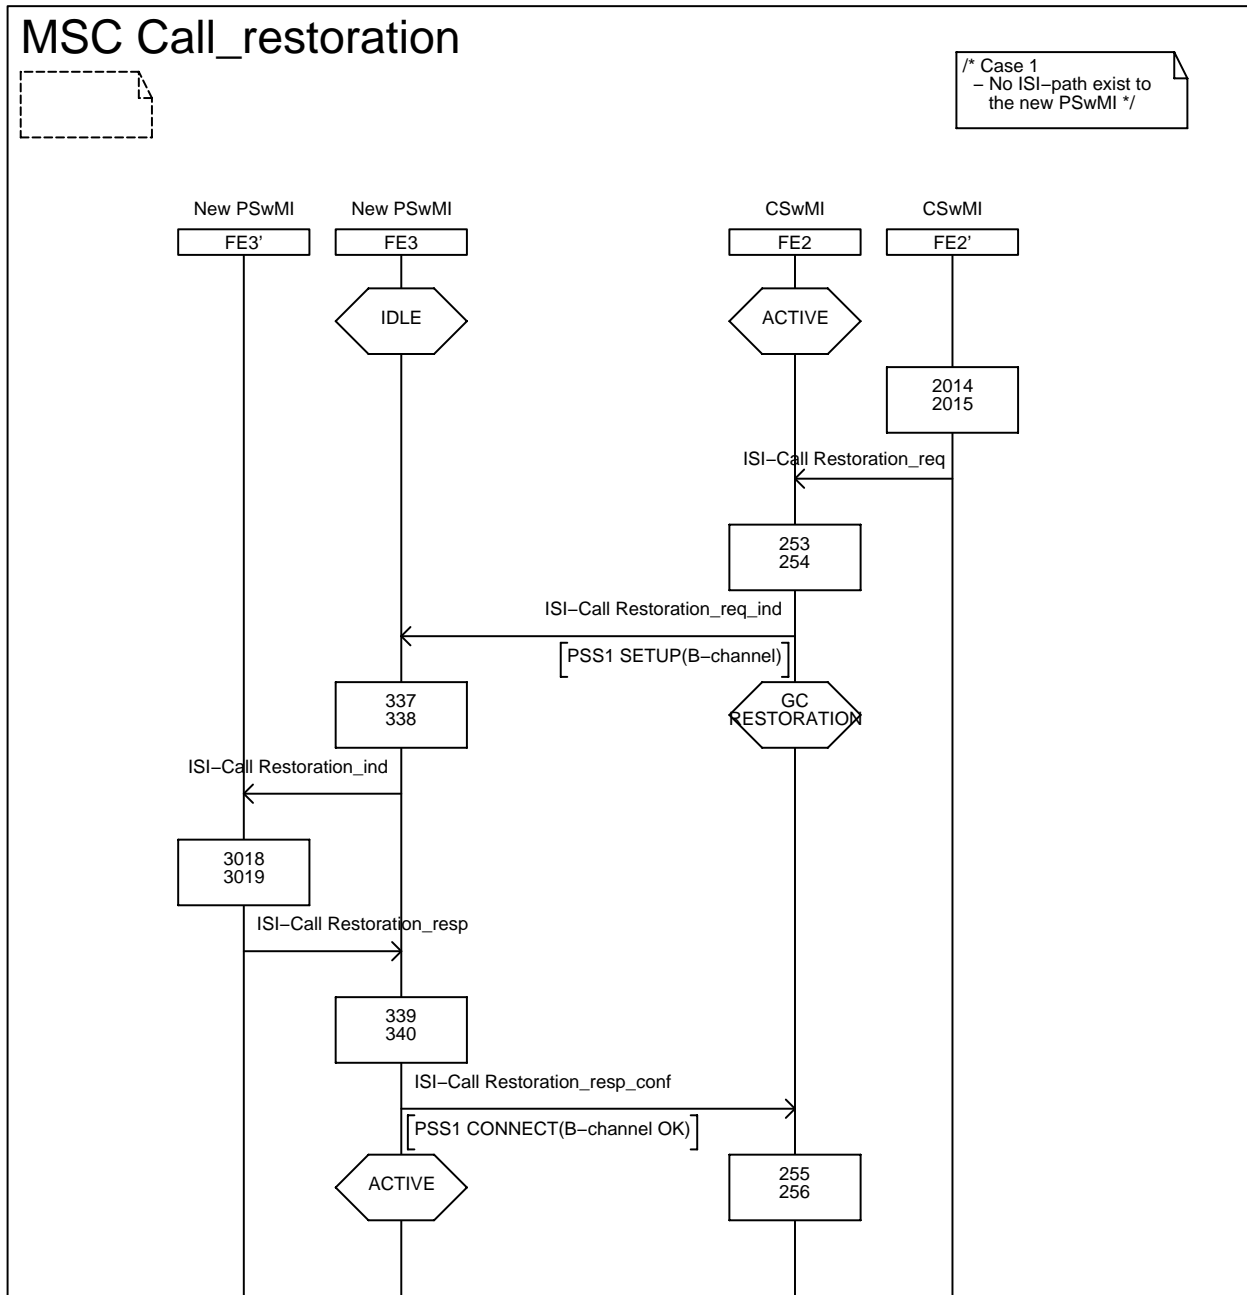 MSC Call_restoration
/* Case 1
– No ISI–path exist to
the new PSwMI */
New PSwMI New PSwMI CSwMI CSwMI
FE3' FE3 FE2 FE2'
IDLE ACTIVE
2014
2015
ISI–Call Restoration_req
253
254
ISI–Call Restoration_req_ind
PSS1 SETUP(B–channel)
337
338
GC
RESTORATION
ISI–Call Restoration_ind
3018
3019
ISI–Call Restoration_resp
339
340
ISI–Call Restoration_resp_conf
PSS1 CONNECT(B–channel OK)
ACTIVE
255
256